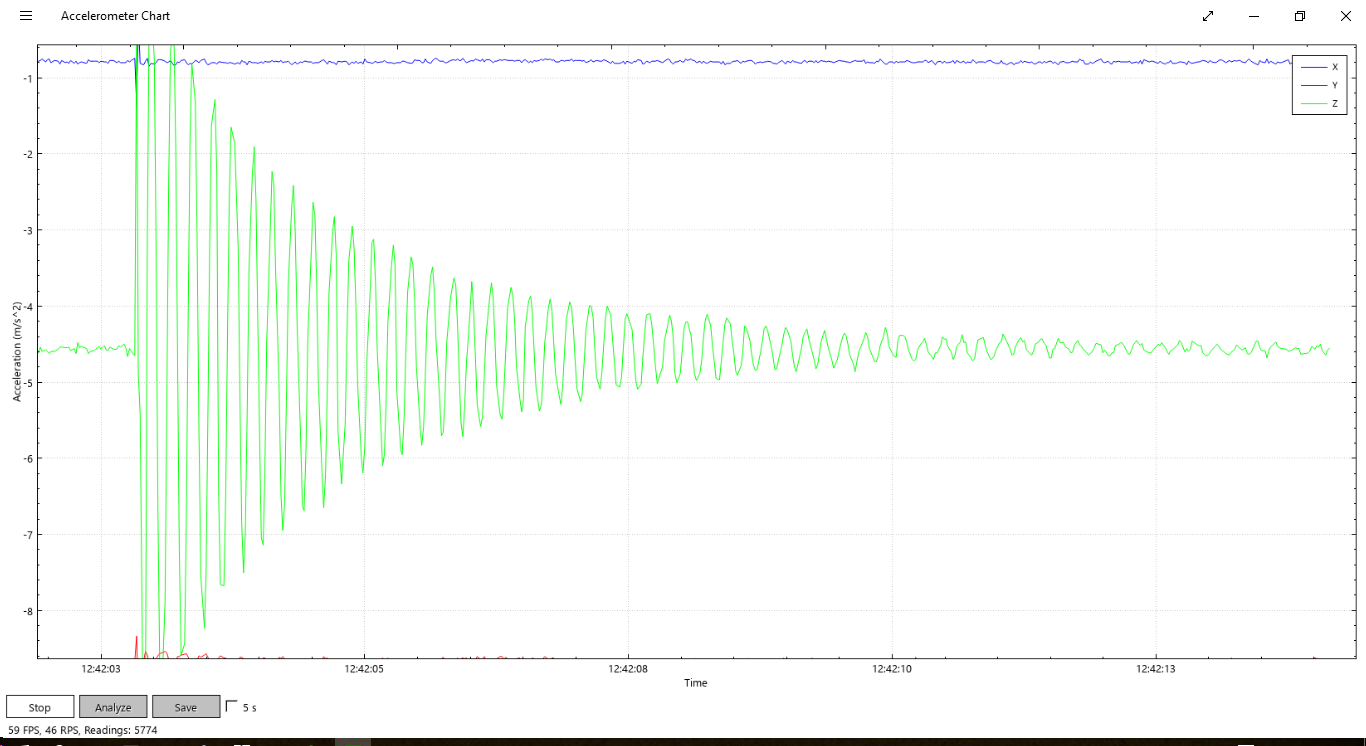 Accelerometer Chart
X
Y
Z
-1
-2
-3
-4
-5
-6
-7
-8
Acceleration (m/s^2)
12:42:03 12:42:05 12:42:08 12:42:10 12:42:13
Time
Stop Analyze Save 5 s
59 FPS, 46 RPS, Readings: 5774